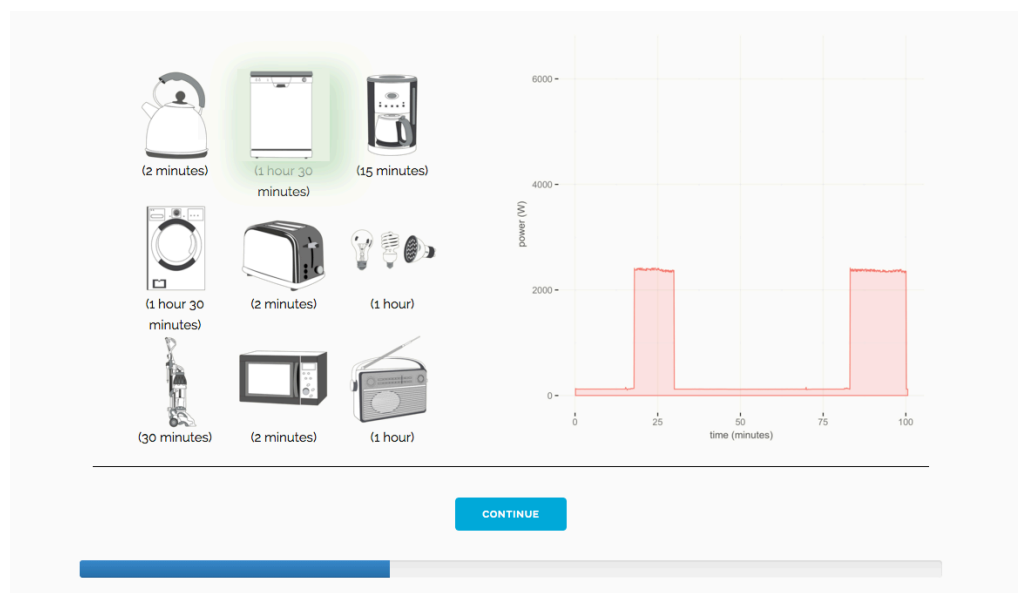 (2 minutes)
(1 hour 30
minutes)
(15 minutes)
(1 hour 30
minutes)
(2 minutes)
(1 hour)
(30 minutes)
(2 minutes)
(1 hour)
6000
4000
2000
0
power (W)
0 25 50 75 100
time (minutes)
CONTINUE